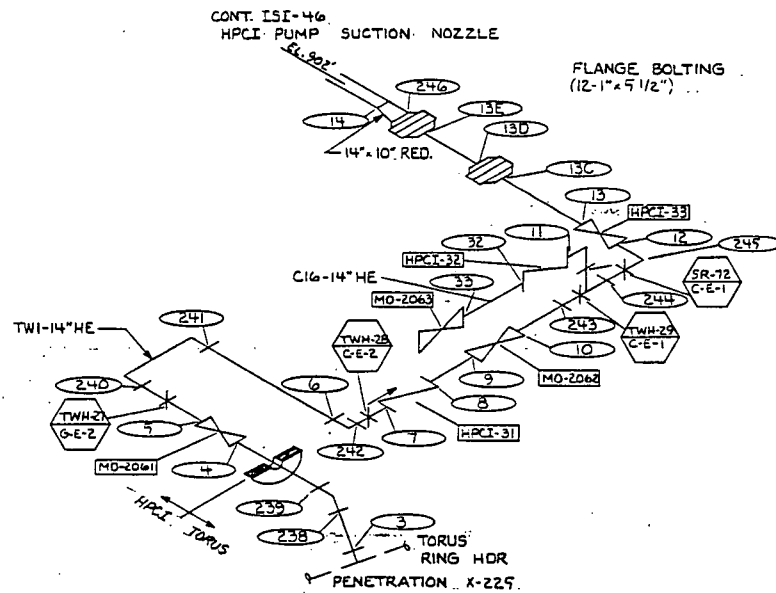 CONT. ISI-46
HPCI PUMP SUCTION NOZZLE
EL. 902'
FLANGE BOLTING
(12-1"x 5 1/2")
246
13E
13D
14
14"x 10" RED.
13C
13
HPCI-33
11
12
32
245
HPCI-32
SR-72
C-E-1
C16-14" HE
33
MO-2063
244
241
243
TWH-29
C-E-1
TW1-14" HE
TWH-28
C-E-2
10
MO-2062
9
240
6
8
TWH-27
G-E-2
5
7
HPCI-31
242
MO-2061
4
HPCI TORUS
239
238
3
TORUS
RING HDR
PENETRATION X-225